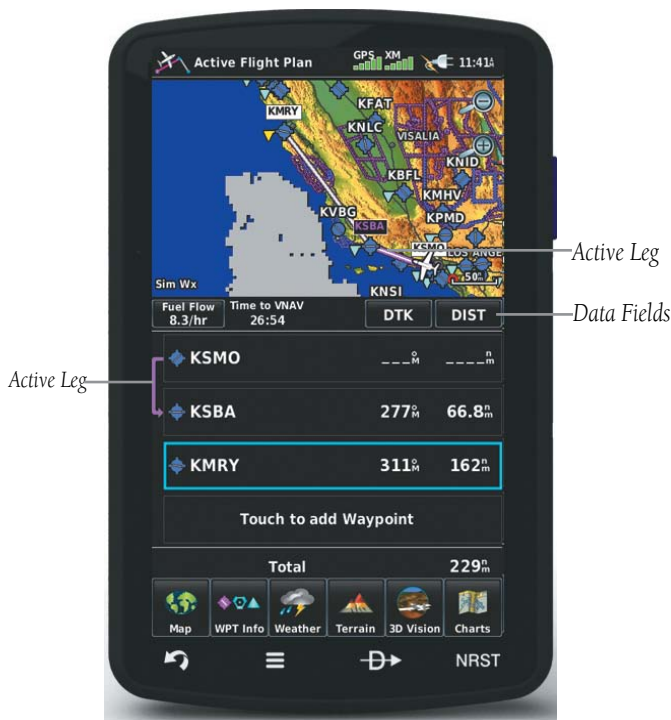 Active Flight Plan GPS XM 11:41A
KMRY
KFAT
KNLC
VISALIA
KNID
KBFL
KMHV
KVBG
KPMD
KSBA
KSMO
LOS ANGE
Active Leg
50
Sim Wx
KNSI
Fuel Flow 8.3/hr
Time to VNAV 26:54
DTK
DIST
Data Fields
Active Leg
KSMO ___°M ____nm
KSBA 277°M 66.8nm
KMRY 311°M 162nm
Touch to add Waypoint
Total 229nm
Map
WPT Info
Weather
Terrain
3D Vision
Charts
D
NRST